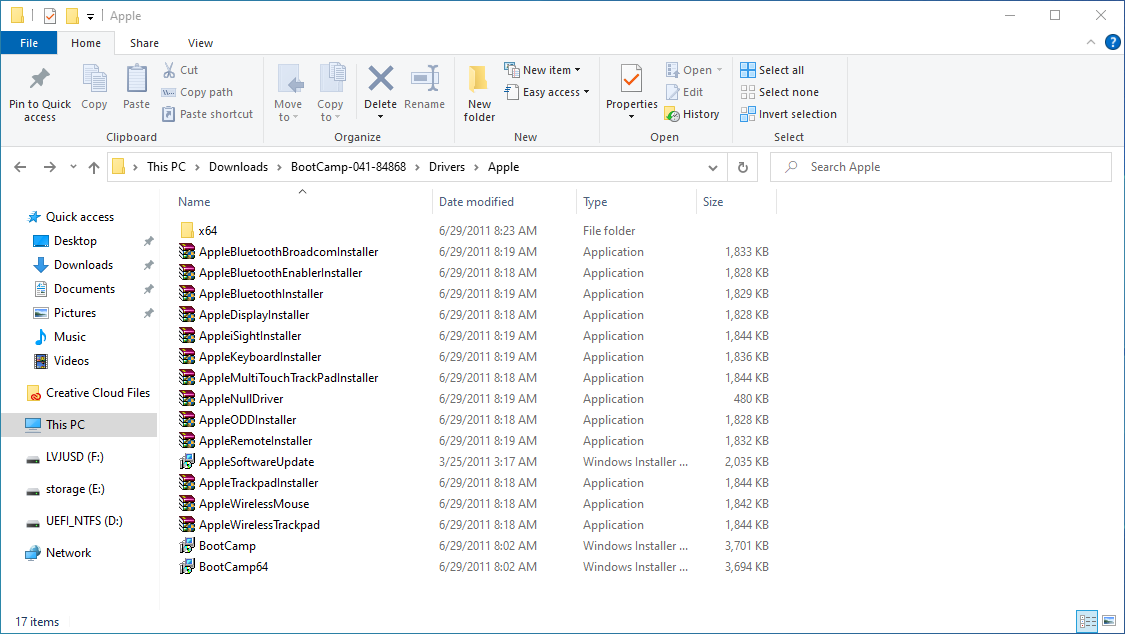 Apple
File Home Share View
Pin to Quick access
Copy
Paste
Cut
Copy path
Paste shortcut
Clipboard
Move to
Copy to
Delete
Rename
Organize
New folder
New item
Easy access
New
Properties
Open
Edit
History
Open
Select all
Select none
Invert selection
Select
This PC > Downloads > BootCamp-041-84868 > Drivers > Apple
Search Apple
Quick access
Desktop
Downloads
Documents
Pictures
Music
Videos
Creative Cloud Files
This PC
LVJUSD (F:)
storage (E:)
UEFI_NTFS (D:)
Network
Name Date modified Type Size
x64 6/29/2011 8:23 AM File folder
AppleBluetoothBroadcomInstaller 6/29/2011 8:19 AM Application 1,833 KB
AppleBluetoothEnablerInstaller 6/29/2011 8:18 AM Application 1,828 KB
AppleBluetoothInstaller 6/29/2011 8:19 AM Application 1,829 KB
AppleDisplayInstaller 6/29/2011 8:18 AM Application 1,828 KB
AppleiSightInstaller 6/29/2011 8:19 AM Application 1,844 KB
AppleKeyboardInstaller 6/29/2011 8:19 AM Application 1,836 KB
AppleMultiTouchTrackPadInstaller 6/29/2011 8:18 AM Application 1,844 KB
AppleNullDriver 6/29/2011 8:19 AM Application 480 KB
AppleODDInstaller 6/29/2011 8:18 AM Application 1,828 KB
AppleRemoteInstaller 6/29/2011 8:19 AM Application 1,832 KB
AppleSoftwareUpdate 3/25/2011 3:17 AM Windows Installer ... 2,035 KB
AppleTrackpadInstaller 6/29/2011 8:18 AM Application 1,844 KB
AppleWirelessMouse 6/29/2011 8:18 AM Application 1,842 KB
AppleWirelessTrackpad 6/29/2011 8:18 AM Application 1,844 KB
BootCamp 6/29/2011 8:02 AM Windows Installer ... 3,701 KB
BootCamp64 6/29/2011 8:02 AM Windows Installer ... 3,694 KB
17 items